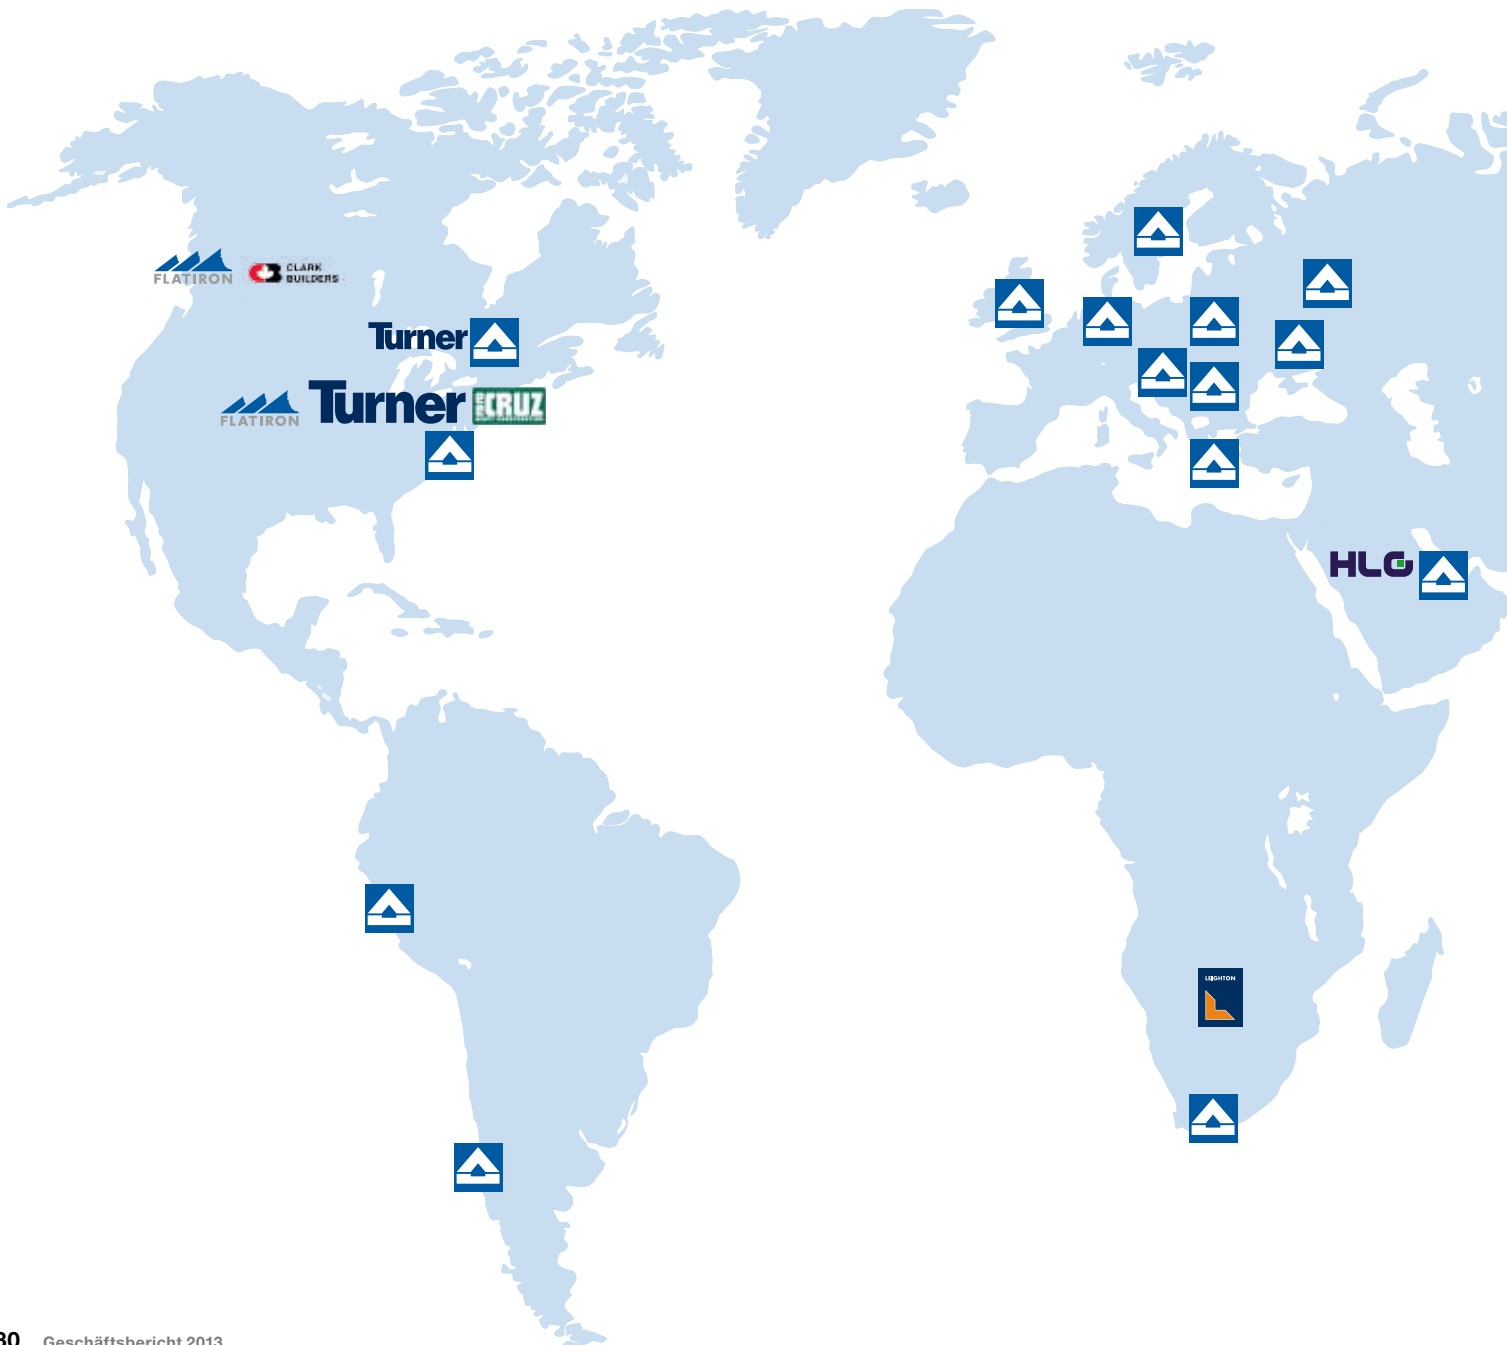 FLATIRON
CLARK
BUILDERS
Turner
FLATIRON
Turner
CRUZ
HLG
LEIGHTON
30 Geschäftsbericht 2013